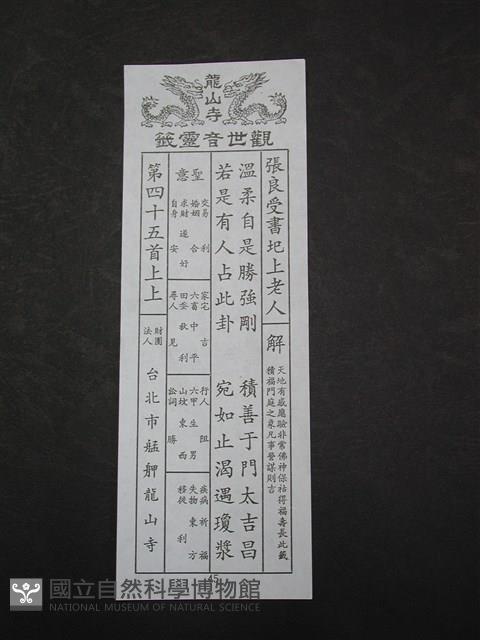 龍山寺
觀世音靈籤
張良受書圯上老人
解
天地有感應驗非常佛神保祐得福壽長此籤
積福門庭之象凡事營謀則吉
溫柔自是勝強剛
積善于門太吉昌
若是有人占此卦
宛如止渴遇瓊漿
聖意
交易 利
婚姻 合
求財 遂 好
自身 安
家宅 吉
六畜 中 平
田蚕 秋 利
尋人 見
行人 阻
六甲 生 男
山墳 東 西
訟詞 勝
疾病 祈 福
失物 東 方
移徙 利
第四十五首上上
財團法人
台北市艋舺龍山寺
國立自然科學博物館
NATIONAL MUSEUM OF NATURAL SCIENCE